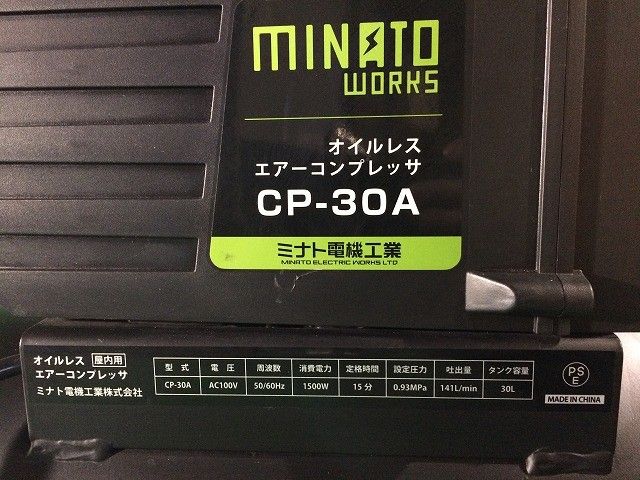 MINATO
WORKS
オイルレス
エアーコンプレッサ
CP-30A
ミナト電機工業
MINATO ELECTRIC WORKS LTD
オイルレス 屋内用
エアーコンプレッサ
ミナト電機工業株式会社
型式 電圧 周波数 消費電力 定格時間 設定圧力 吐出量 タンク容量
CP-30A AC100V 50/60Hz 1500W 15分 0.93MPa 141L/min 30L
PS
E
MADE IN CHINA